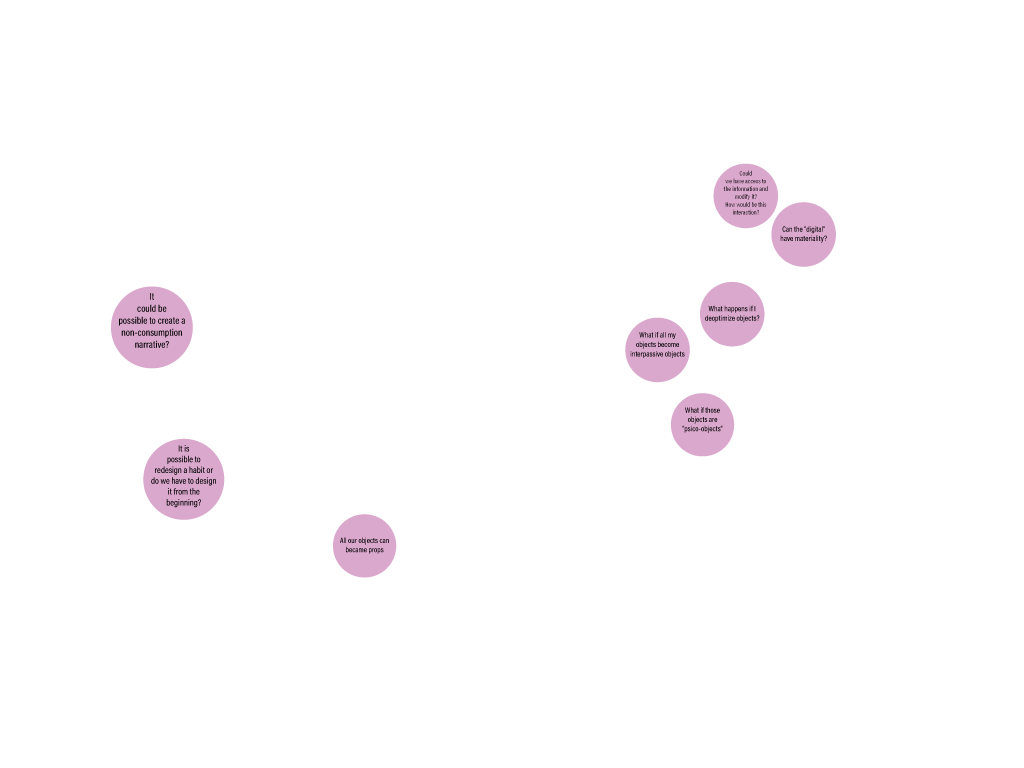 Could
we have access to
the information and
modify it?
How would be this
interaction?
Can the "digital"
have materiality?
It
could be
possible to create a
non-consumption
narrative?
What happens if I
deoptimize objects?
What if all my
objects become
interpassive objects
What if those
objects are
"psico-objects"
It is
possible to
redesign a habit or
do we have to design
it from the
beginning?
All our objects can
became props